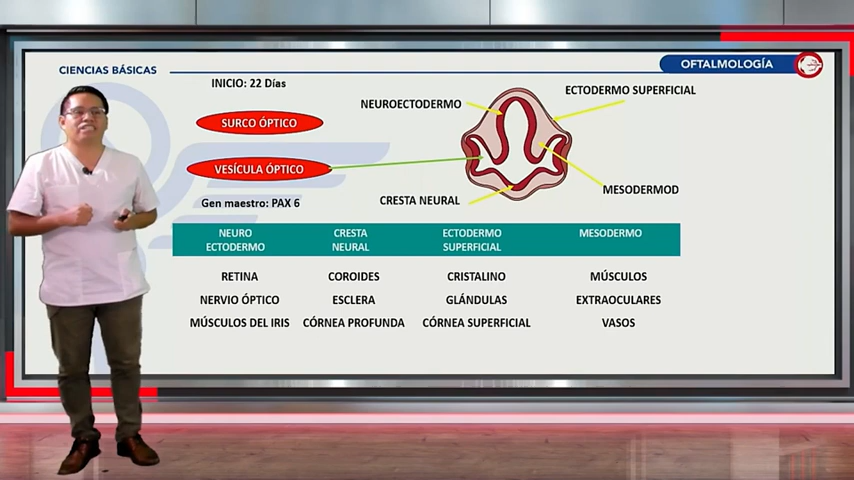 CIENCIAS BÁSICAS
OFTALMOLOGÍA
INICIO: 22 Días
SURCO ÓPTICO
VESÍCULA ÓPTICA
Gen maestro: PAX 6
NEUROECTODERMO
ECTODERMO SUPERFICIAL
MESODERMOD
CRESTA NEURAL
NEURO
ECTODERMO
CRESTA
NEURAL
ECTODERMO
SUPERFICIAL
MESODERMO
RETINA
COROIDES
CRISTALINO
MÚSCULOS
NERVIO ÓPTICO
ESCLERA
GLÁNDULAS
EXTRAOCULARES
MÚSCULOS DEL IRIS
CÓRNEA PROFUNDA
CÓRNEA SUPERFICIAL
VASOS